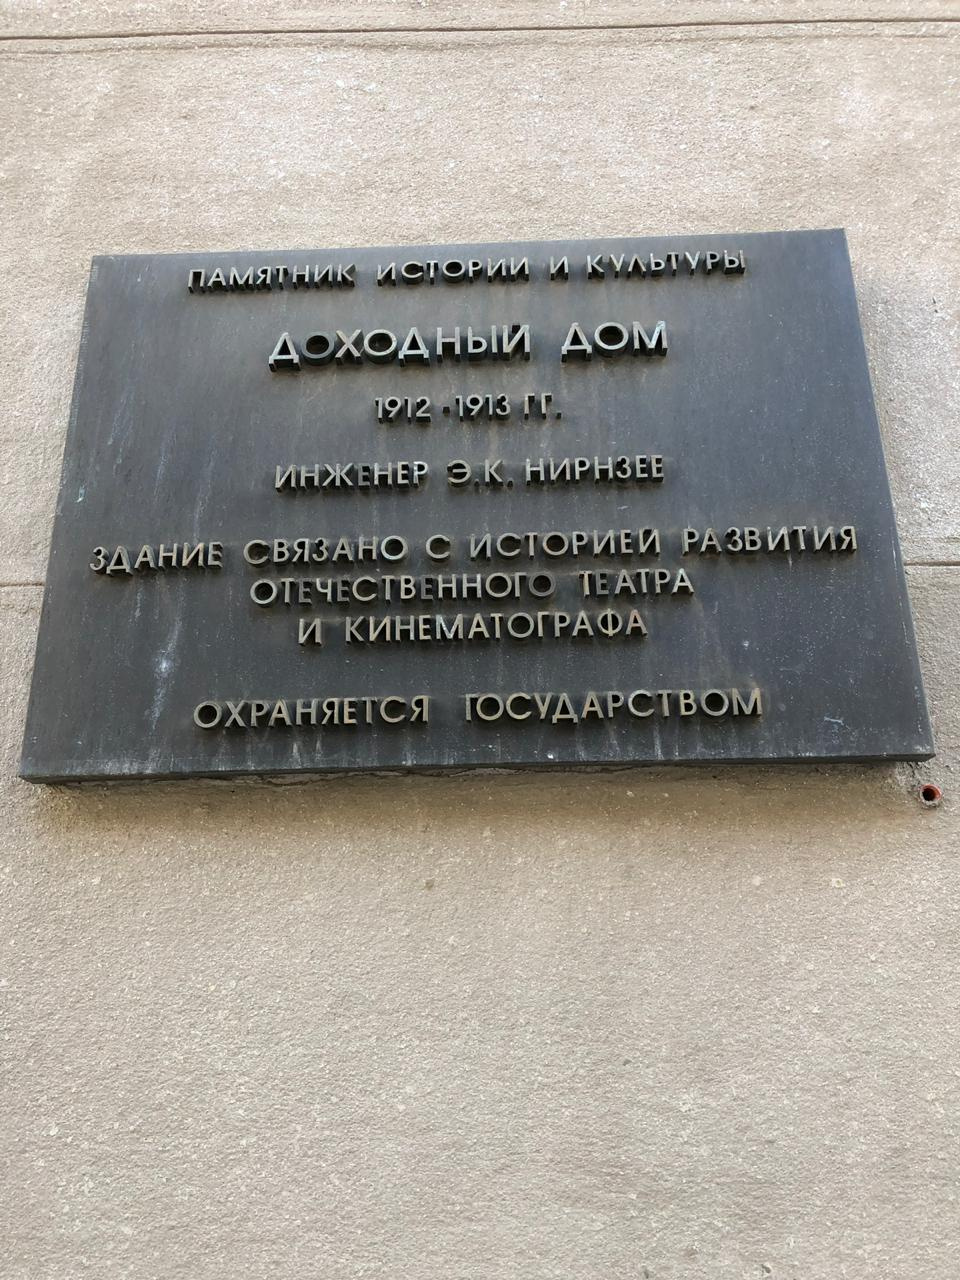 ПАМЯТНИК ИСТОРИИ И КУЛЬТУРЫ
ДОХОДНЫЙ ДОМ
1912-1913 ГГ.
ИНЖЕНЕР Э.К. НИРНЗЕЕ
ЗДАНИЕ СВЯЗАНО С ИСТОРИЕЙ РАЗВИТИЯ
ОТЕЧЕСТВЕННОГО ТЕАТРА
И КИНЕМАТОГРАФА
ОХРАНЯЕТСЯ ГОСУДАРСТВОМ